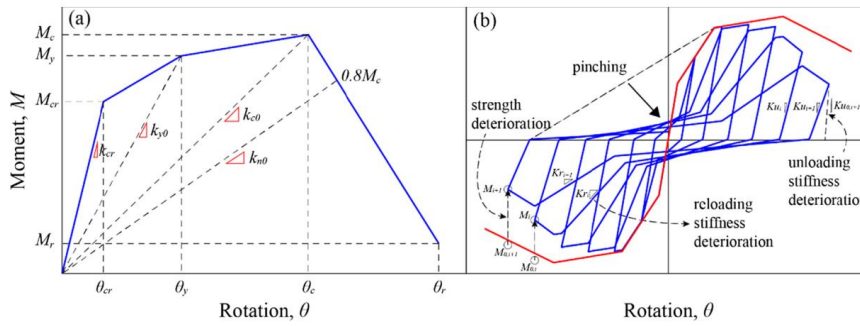 (a)
Moment, M
M_c
M_y
M_cr
M_r
0.8M_c
k_cr
k_y0
k_c0
k_n0
θ_cr
θ_y
θ_c
θ_r
Rotation, θ
(b)
pinching
strength
deterioration
Ku_i
Ku_i+1
unloading
stiffness
deterioration
Kr_i-1
Kr_i
M_i+1
M_i
reloading
stiffness
deterioration
M_0,i+1
M_0,i
Rotation, θ